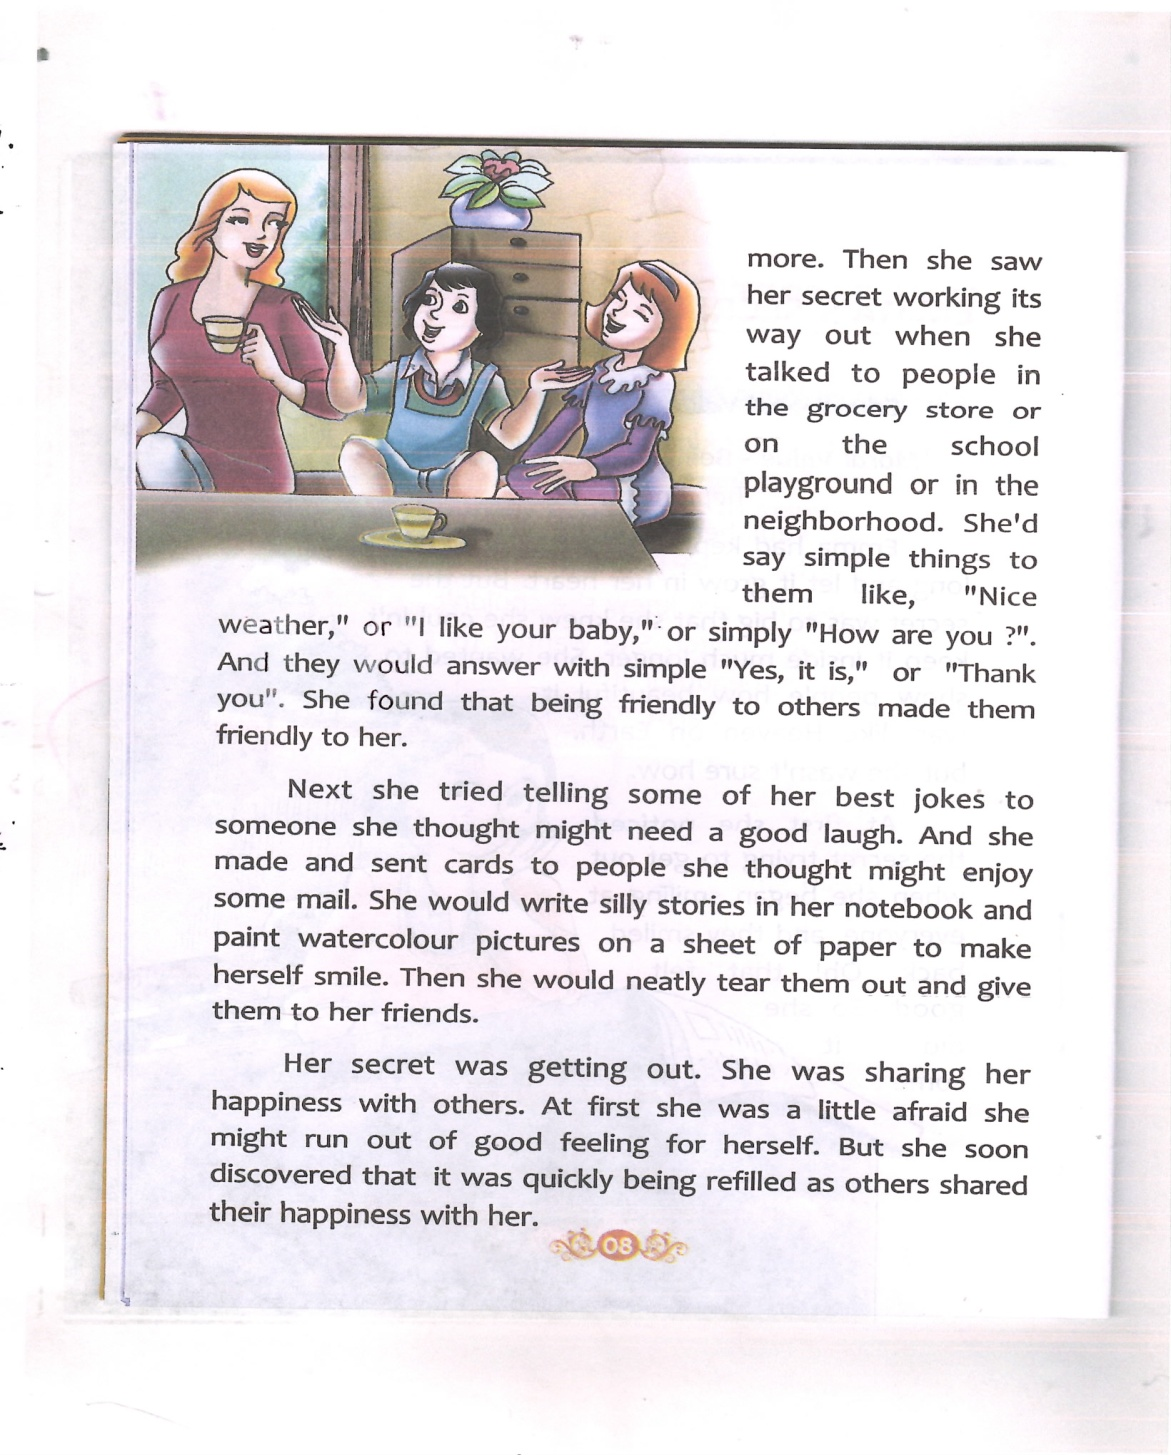 more. Then she saw
her secret working its
way out when she
talked to people in
the grocery store or
on the school
playground or in the
neighborhood. She'd
say simple things to
them like, "Nice
weather," or "I like your baby," or simply "How are you ?".
And they would answer with simple "Yes, it is," or "Thank
you". She found that being friendly to others made them
friendly to her.
Next she tried telling some of her best jokes to
someone she thought might need a good laugh. And she
made and sent cards to people she thought might enjoy
some mail. She would write silly stories in her notebook and
paint watercolour pictures on a sheet of paper to make
herself smile. Then she would neatly tear them out and give
them to her friends.
Her secret was getting out. She was sharing her
happiness with others. At first she was a little afraid she
might run out of good feeling for herself. But she soon
discovered that it was quickly being refilled as others shared
their happiness with her.
08